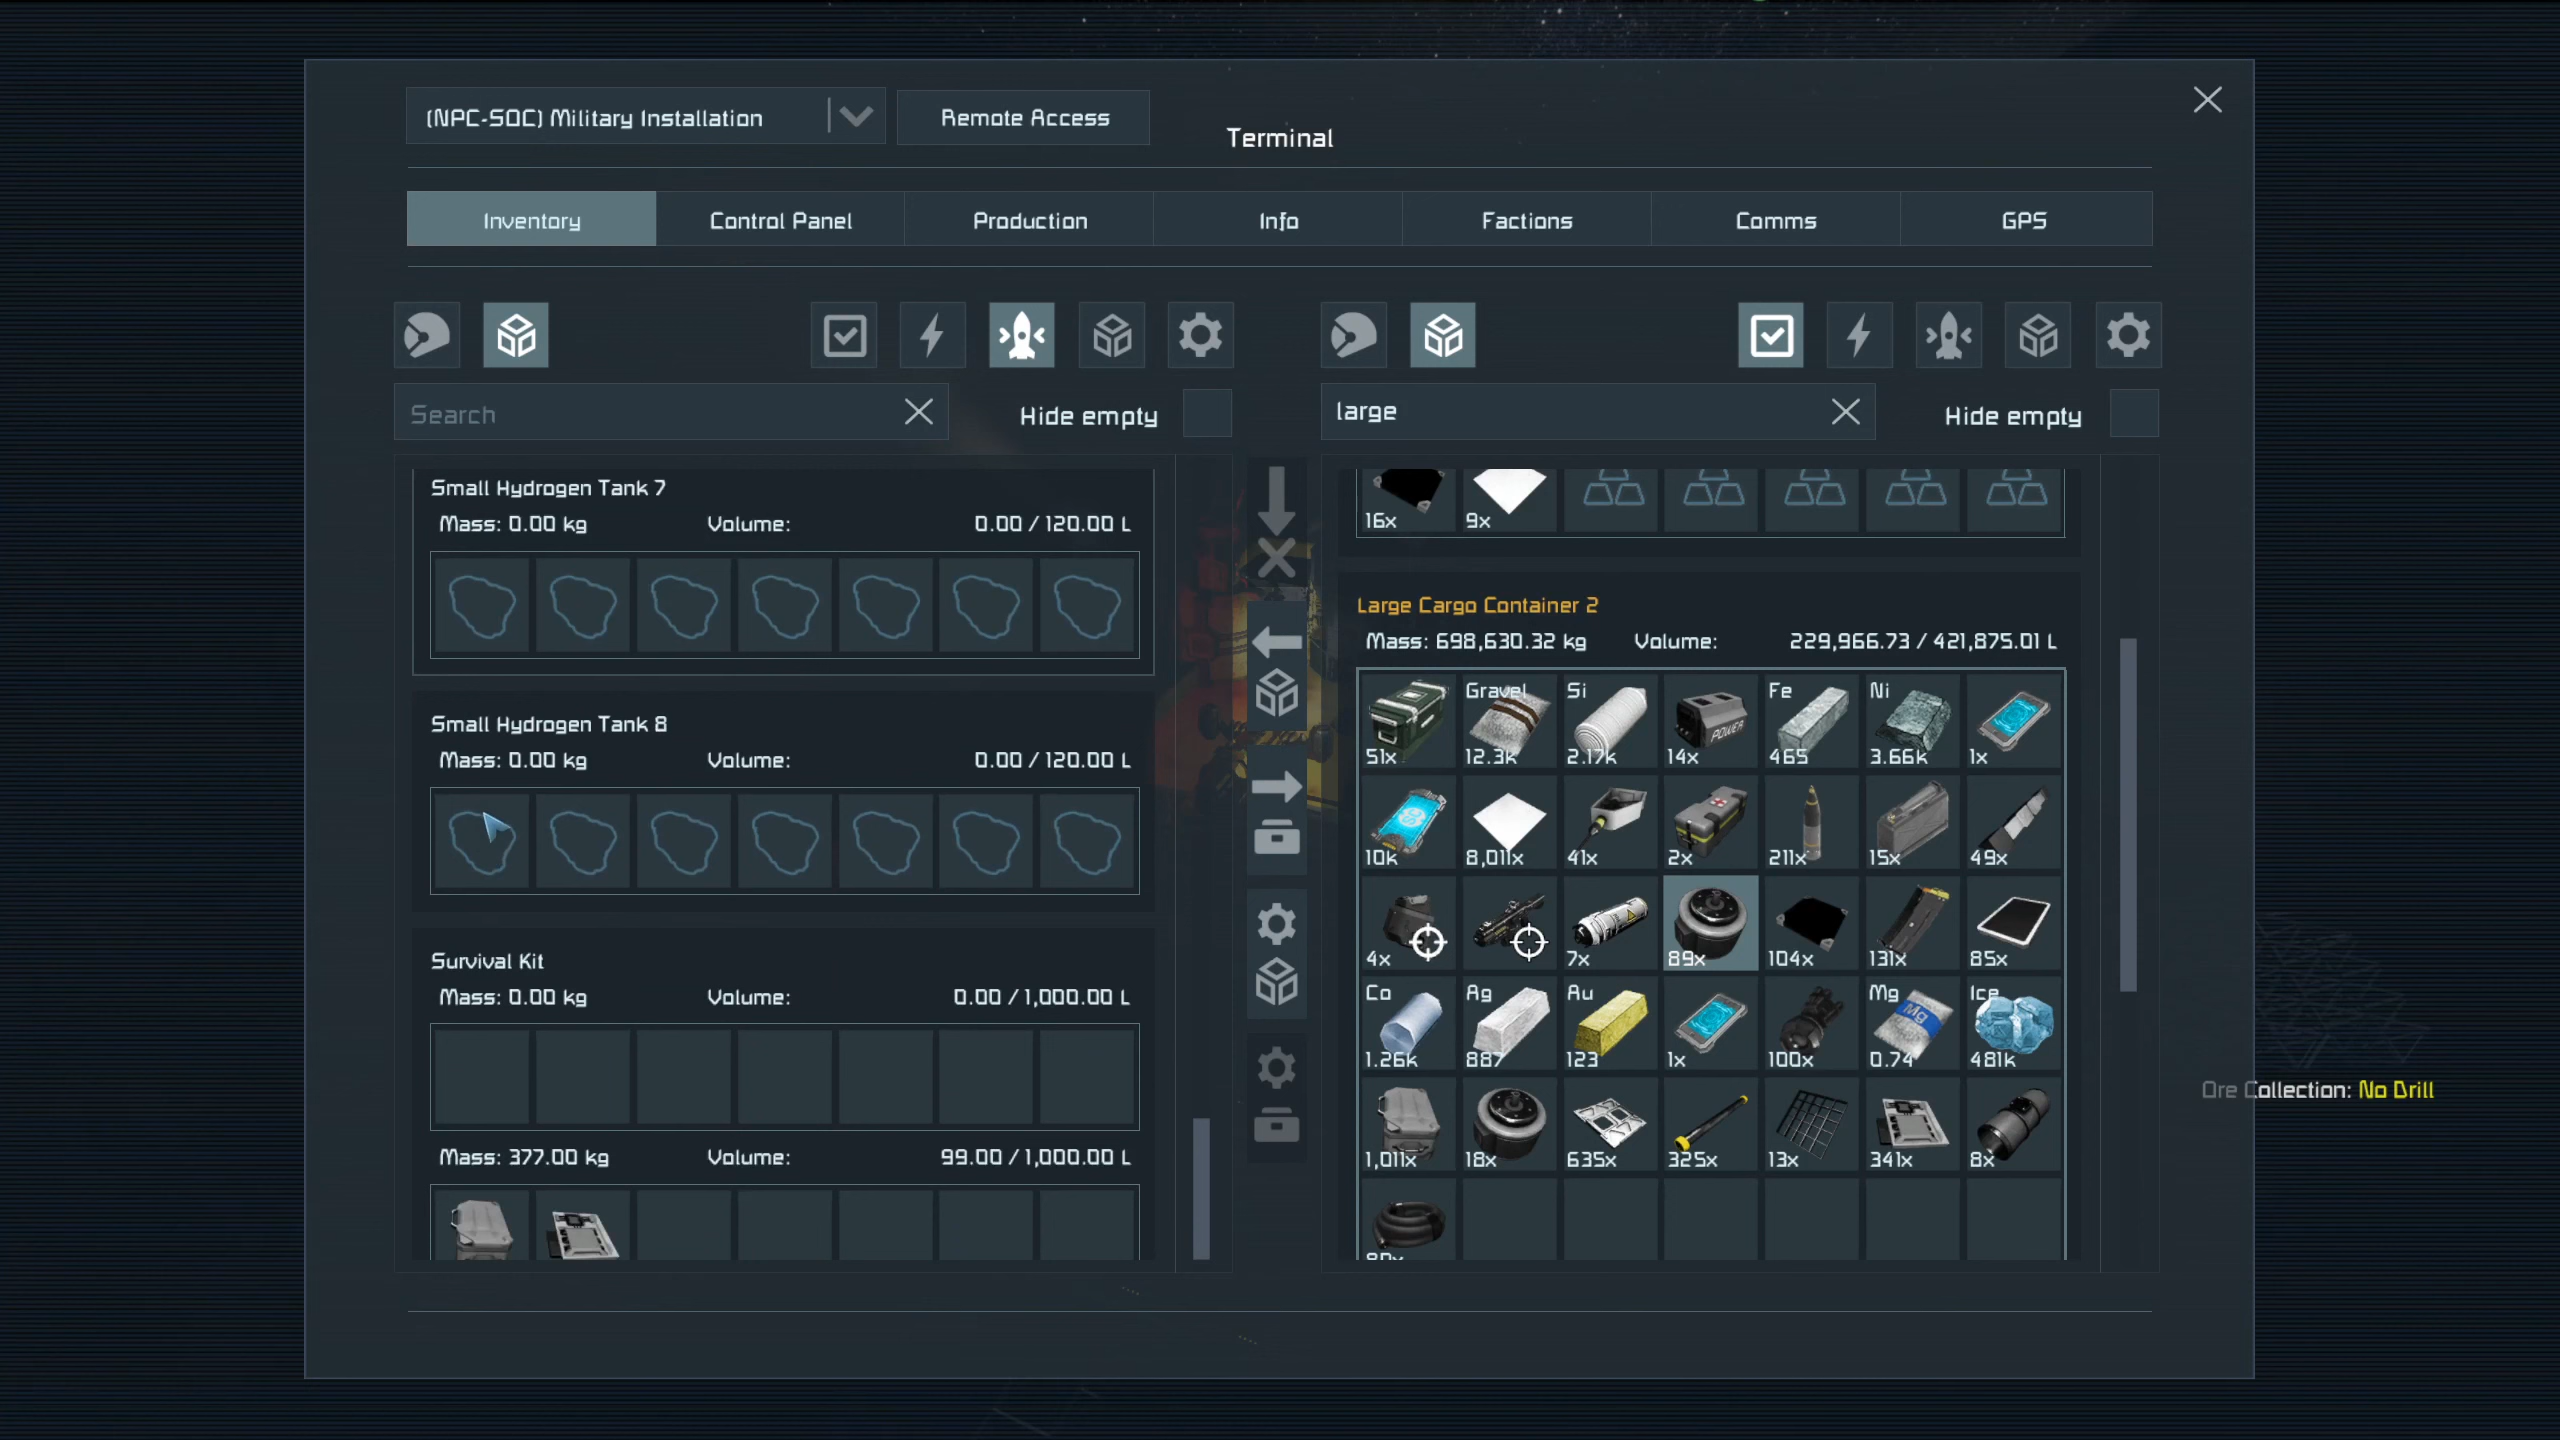 (NPC-SOC) Military Installation
Remote Access
Terminal
Inventory
Control Panel
Production
Info
Factions
Comms
GPS
Search
Hide empty
large
Hide empty
Small Hydrogen Tank 7
Mass: 0.00 kg Volume: 0.00 / 120.00 L
Small Hydrogen Tank 8
Mass: 0.00 kg Volume: 0.00 / 120.00 L
Survival Kit
Mass: 0.00 kg Volume: 0.00 / 1,000.00 L
Mass: 377.00 kg Volume: 99.00 / 1,000.00 L
16x 9x
Large Cargo Container 2
Mass: 698,630.32 kg Volume: 229,966.73 / 421,875.01 L
Gravel Si Fe Ni
POWER
51x 12.3k 2.17k 14x 465 3.66k 1x
10k 8,011x 41x 2x 211x 15x 49x
4x 7x 89x 104x 131x 85x
Co Ag Au Mg Ice
Mg
1.26k 887 123 1x 100x 0.74 481k
1,011x 18x 635x 325x 13x 341x 8x
Ore Collection: No Drill